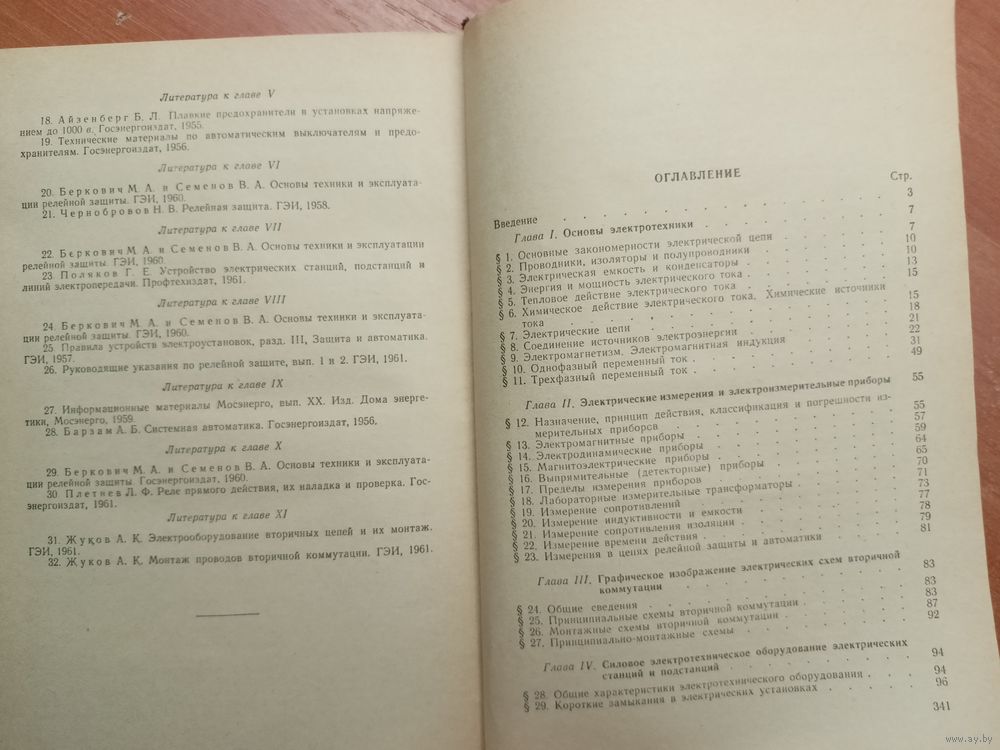 Литература к главе V
18. Айзенберг Б. Л. Плавкие предохранители в установках напряже-
нием до 1000 в. Госэнергоиздат, 1955.
19. Технические материалы по автоматическим выключателям и предо-
хранителям. Госэнергоиздат, 1956.
Литература к главе VI
20. Беркович М. А. и Семенов В. А. Основы техники и эксплуата-
ции релейной защиты. ГЭИ, 1960.
21. Чернобровов Н. В. Релейная защита. ГЭИ, 1958.
Литература к главе VII
22. Беркович М. А. и Семенов В. А. Основы техники и эксплуатации
релейной защиты. ГЭИ, 1960
23. Поляков Г. Е. Устройство электрических станций, подстанций и
линий электропередачи. Профтехиздат, 1961.
Литература к главе VIII
24. Беркович М. А. и Семенов В. А. Основы техники и эксплуата-
ции релейной защиты. ГЭИ, 1960.
25 Правила устройств электроустановок, разд. III, Защита и автоматика.
ГЭИ, 1957.
26. Руководящие указания по релейной защите, вып. 1 и 2. ГЭИ, 1961.
Литература к главе IX
27. Информационные материалы Мосэнерго, вып. XX. Изд. Дома энерге-
тики, Мосэнерго, 1959.
28. Барзам А. Б. Системная автоматика. Госэнергоиздат, 1956.
Литература к главе X
29. Беркович М. А. и Семенов В. А. Основы техники и эксплуата-
ции релейной защиты. Госэнергоиздат, 1960.
30 Плетнев Л. Ф. Реле прямого действия, их наладка и проверка. Гос-
энергоиздат, 1961.
Литература к главе XI
31. Жуков А. К. Электрооборудование вторичных цепей и их монтаж.
ГЭИ, 1961.
32. Жуков А. К. Монтаж проводов вторичной коммутации. ГЭИ, 1961.
ОГЛАВЛЕНИЕ
Стр.
Введение 3
Глава I. Основы электротехники 7
§ 1. Основные закономерности электрической цепи 7
§ 2. Проводники, изоляторы и полупроводники 10
§ 3. Электрическая емкость и конденсаторы 10
§ 4. Энергия и мощность электрического тока 13
§ 5. Тепловое действие электрического тока 15
§ 6. Химическое действие электрического тока. Химические источники
тока 15
§ 7. Электрические цепи 18
§ 8. Соединение источников электроэнергии 21
§ 9. Электромагнетизм. Электромагнитная индукция 22
§ 10. Однофазный переменный ток 31
§ 11. Трехфазный переменный ток 49
Глава II. Электрические измерения и электроизмерительные приборы 55
§ 12. Назначение, принцип действия, классификация и погрешности из-
мерительных приборов 55
§ 13. Электромагнитные приборы 57
§ 14. Электродинамические приборы 59
§ 15. Магнитоэлектрические приборы 64
§ 16. Выпрямительные (детекторные) приборы 65
§ 17. Пределы измерения приборов 70
§ 18. Лабораторные измерительные трансформаторы 71
§ 19. Измерение сопротивлений 73
§ 20. Измерение индуктивности и емкости 77
§ 21. Измерение сопротивления изоляции 78
§ 22. Измерение времени действия 79
§ 23. Измерения в цепях релейной защиты и автоматики 81
Глава III. Графическое изображение электрических схем вторичной
коммутации 83
§ 24. Общие сведения 83
§ 25. Принципиальные схемы вторичной коммутации 83
§ 26. Монтажные схемы вторичной коммутации 87
§ 27. Принципиально-монтажные схемы 92
Глава IV. Силовое электротехническое оборудование электрических
станций и подстанций 94
§ 28. Общие характеристики электротехнического оборудования 94
§ 29. Короткие замыкания в электрических установках 96
341
www.ay.by